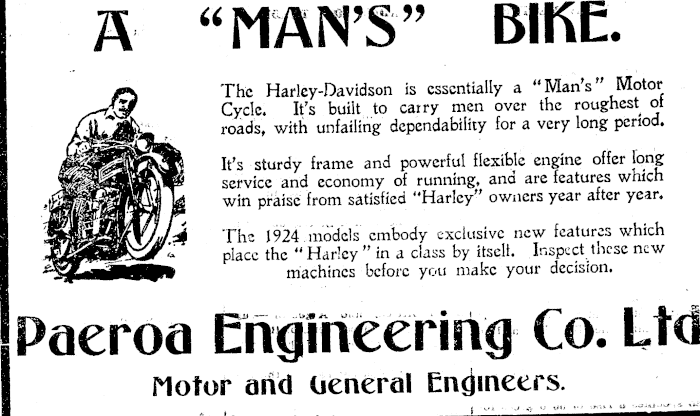 A "MAN'S" BIKE.
The Harley-Davidson is essentially a "Man's" Motor
Cycle. It's built to carry men over the roughest of
roads, with unfailing dependability for a very long period.
It's sturdy frame and powerful flexible engine offer long
service and economy of running, and are features which
win praise from satisfied "Harley" owners year after year.
The 1924 models embody exclusive new features which
place the "Harley" in a class by itself. Inspect these new
machines before you make your decision.
Paeroa Engineering Co. Ltd
Motor and General Engineers.